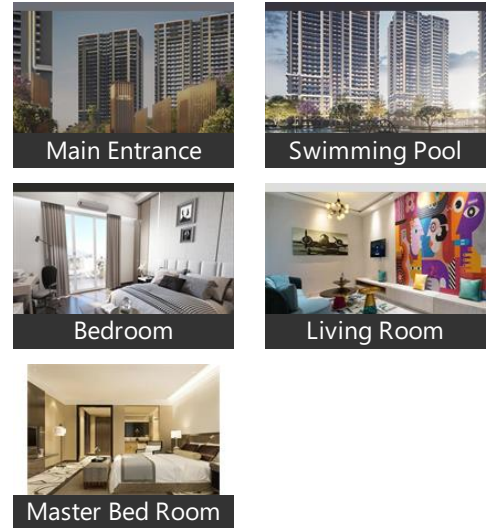 Main Entrance
Swimming Pool
Bedroom
Living Room
Master Bed Room